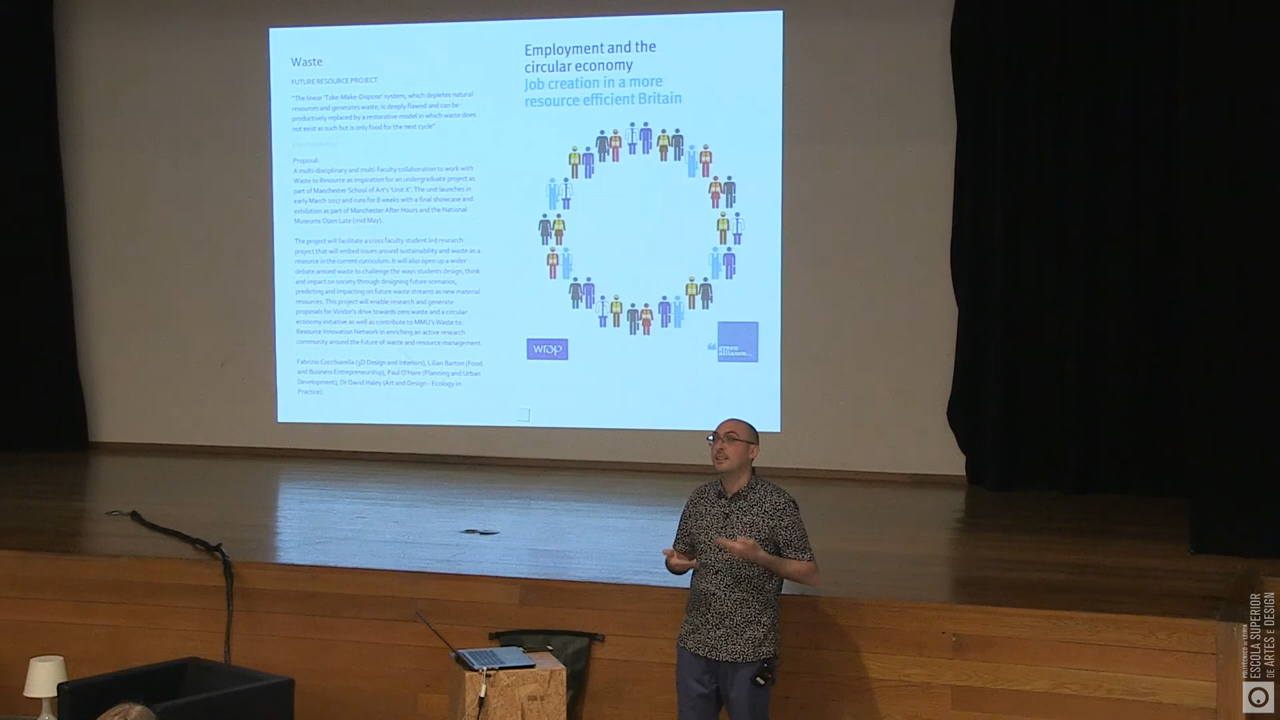 Waste
FUTURE RESOURCE PROJECT
"The linear 'Take-Make-Dispose' system, which depletes natural
resources and generates waste, is deeply flawed and can be
productively replaced by a restorative model in which waste does
not exist as such but is only food for the next cycle"
Proposal:
A multi-disciplinary and multi-faculty collaboration to work with
Waste to Resource as inspiration for an undergraduate project as
part of Manchester School of Art's 'Unit X'. The unit launches in
early March 2017 and runs for 8 weeks with a final showcase and
exhibition as part of Manchester After Hours and the National
Museums Open Late (mid May).
The project will facilitate a cross faculty student led research
project that will embed issues around sustainability and waste as a
resource in the current curriculum. It will also open up a wider
debate around waste to challenge the ways students design, think
and impact on society through designing future scenarios,
predicting and impacting on future waste streams as new material
resources. This project will enable research and generate
proposals for Viridor's drive towards zero waste and a circular
economy initiative as well as contribute to MMU's Waste to
Resource Innovation Network in enriching an active research
community around the future of waste and resource management.
Fabrizio Cocchiarella (3D Design and Interiors), Lilian Barton (Food
and Business Entrepreneurship), Paul O'Hare (Planning and Urban
Development), Dr David Haley (Art and Design - Ecology in
Practice).
Employment and the
circular economy
Job creation in a more
resource efficient Britain
wrap
green
alliance...
POLITÉCNICO DE LEIRIA
ESCOLA SUPERIOR
DE ARTES E DESIGN